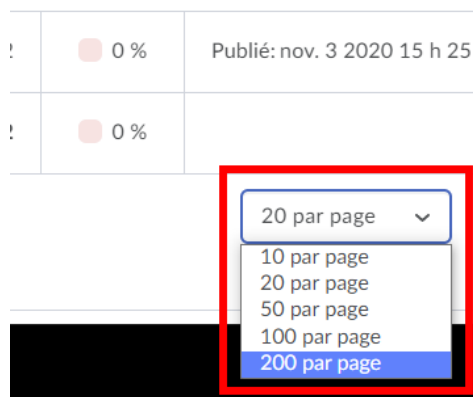 0 % Publié: nov. 3 2020 15 h 25
0 %
20 par page
10 par page
20 par page
50 par page
100 par page
200 par page